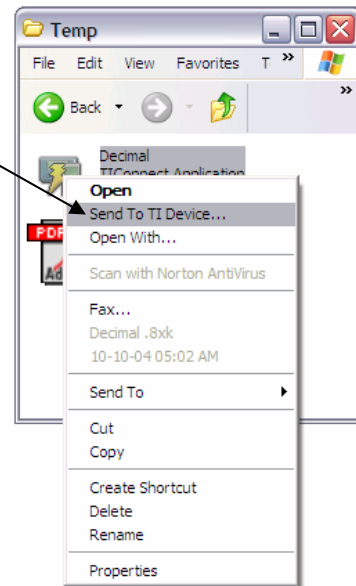 Temp
File Edit View Favorites T »
Back »
Decimal
TIConnect Application
Open
Send To TI Device...
PDF
Open With...
Ad
Scan with Norton AntiVirus
Fax...
Decimal .8xk
10-10-04 05:02 AM
Send To
Cut
Copy
Create Shortcut
Delete
Rename
Properties